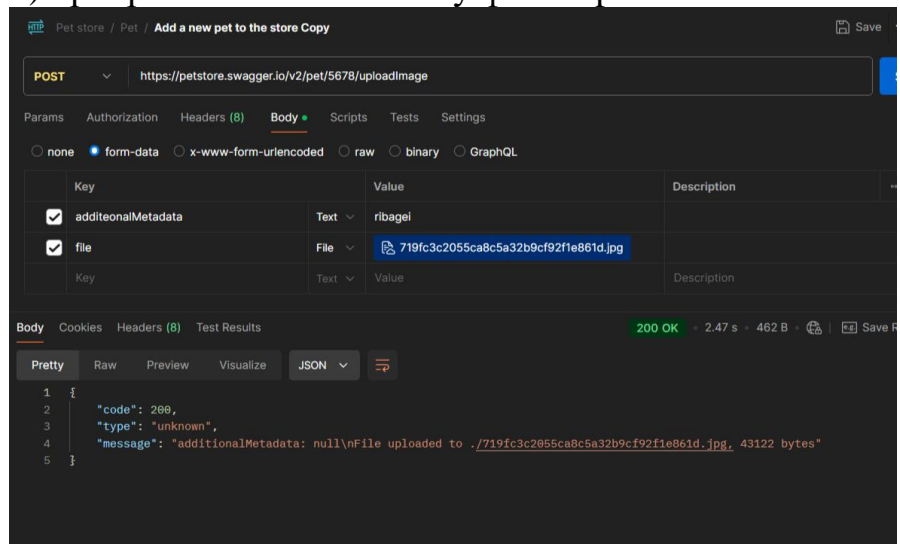 HTTP Pet store / Pet / Add a new pet to the store Copy Save
POST https://petstore.swagger.io/v2/pet/5678/uploadImage
Params Authorization Headers (8) Body Scripts Tests Settings
none form-data x-www-form-urlencoded raw binary GraphQL
Key Value Description
additeonalMetadata Text ribagei
file File 719fc3c2055ca8c5a32b9cf92f1e861d.jpg
Key Text Value Description
Body Cookies Headers (8) Test Results 200 OK 2.47 s 462 B e.g. Save R
Pretty Raw Preview Visualize JSON
1 {
2 "code": 200,
3 "type": "unknown",
4 "message": "additionalMetadata: null\nFile uploaded to ./719fc3c2055ca8c5a32b9cf92f1e861d.jpg, 43122 bytes"
5 }